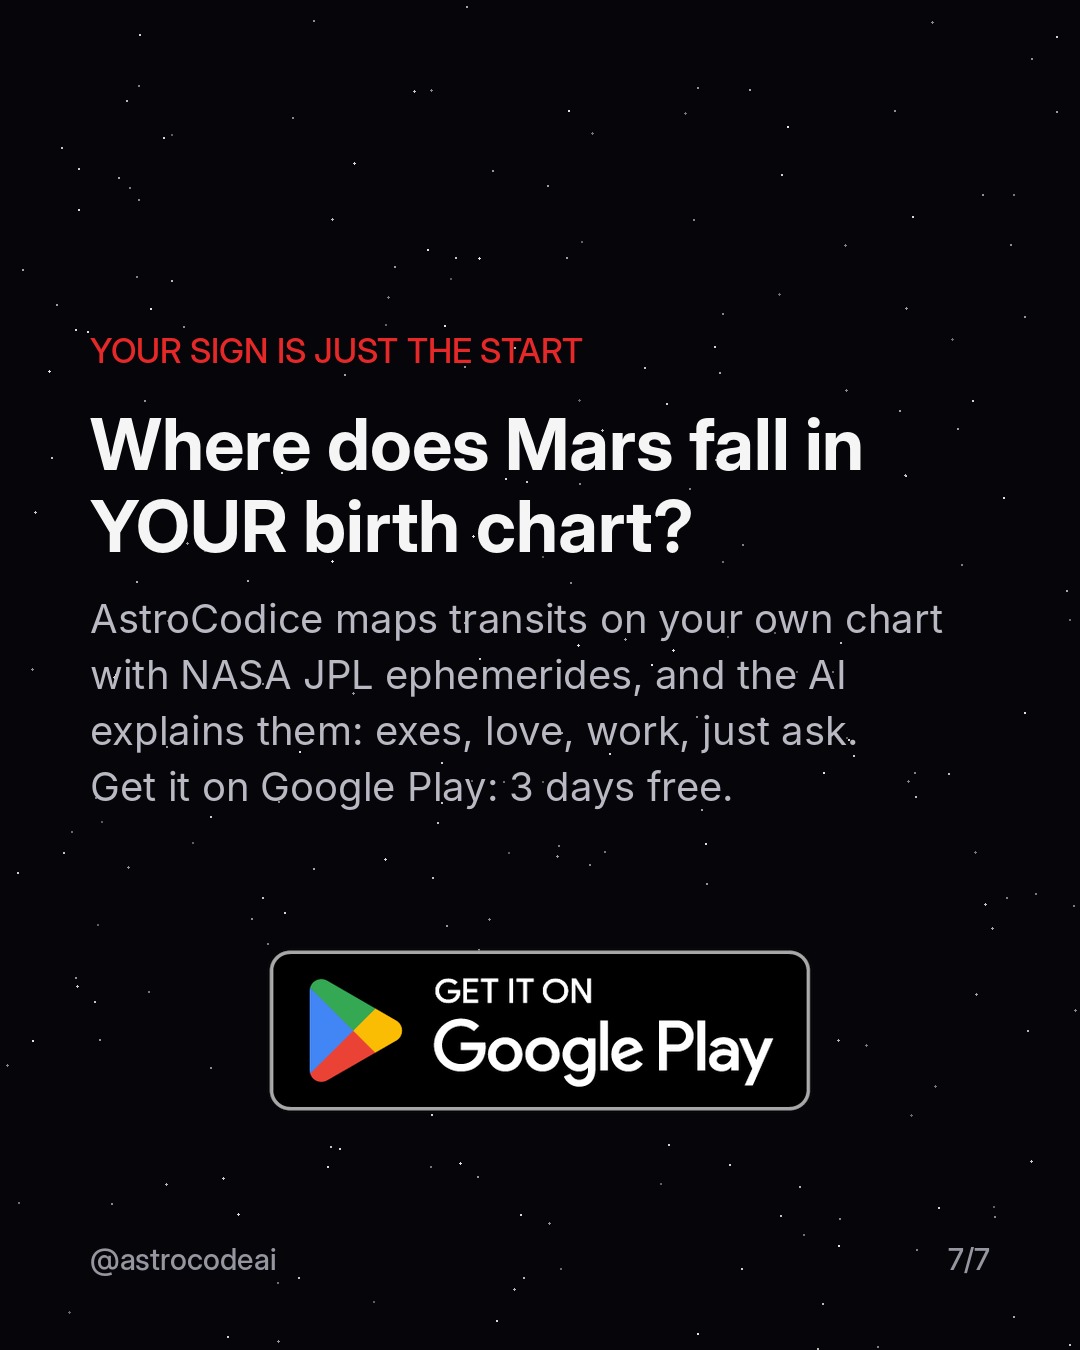 YOUR SIGN IS JUST THE START
Where does Mars fall in
YOUR birth chart?
AstroCodice maps transits on your own chart
with NASA JPL ephemerides, and the AI
explains them: exes, love, work, just ask.
Get it on Google Play: 3 days free.
GET IT ON
Google Play
@astrocodeai
7/7